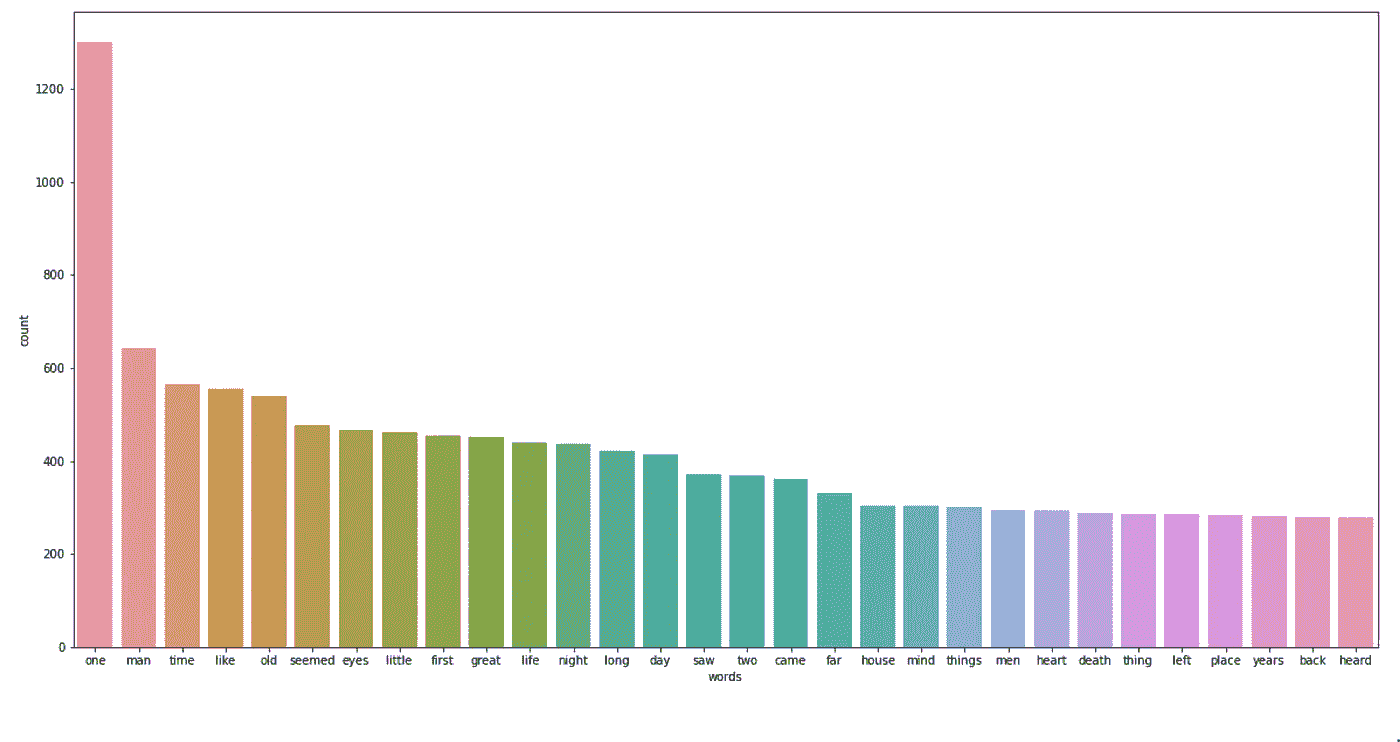 1200
1000
800
600
400
200
0
count
one man time like old seemed eyes little first great life night long day saw two came far house mind things men heart death thing left place years back heard
words